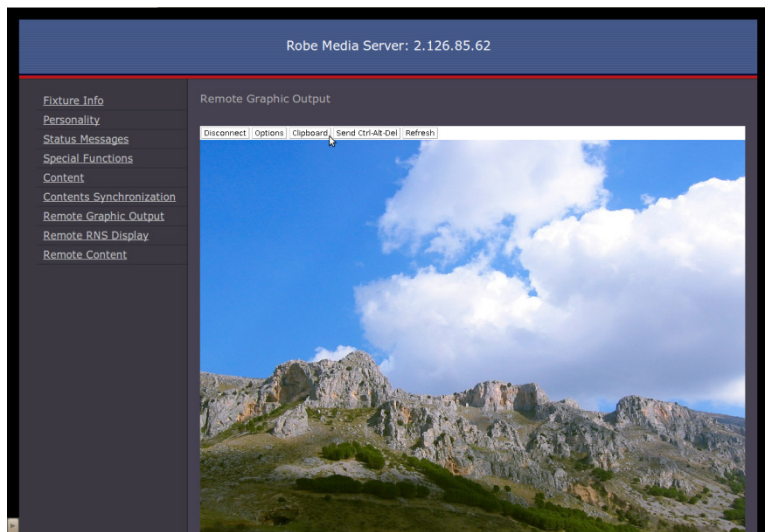 Robe Media Server: 2.126.85.62
Fixture Info
Personality
Status Messages
Special Functions
Content
Contents Synchronization
Remote Graphic Output
Remote RNS Display
Remote Content
Remote Graphic Output
Disconnect Options Clipboard Send Ctrl-Alt-Del Refresh